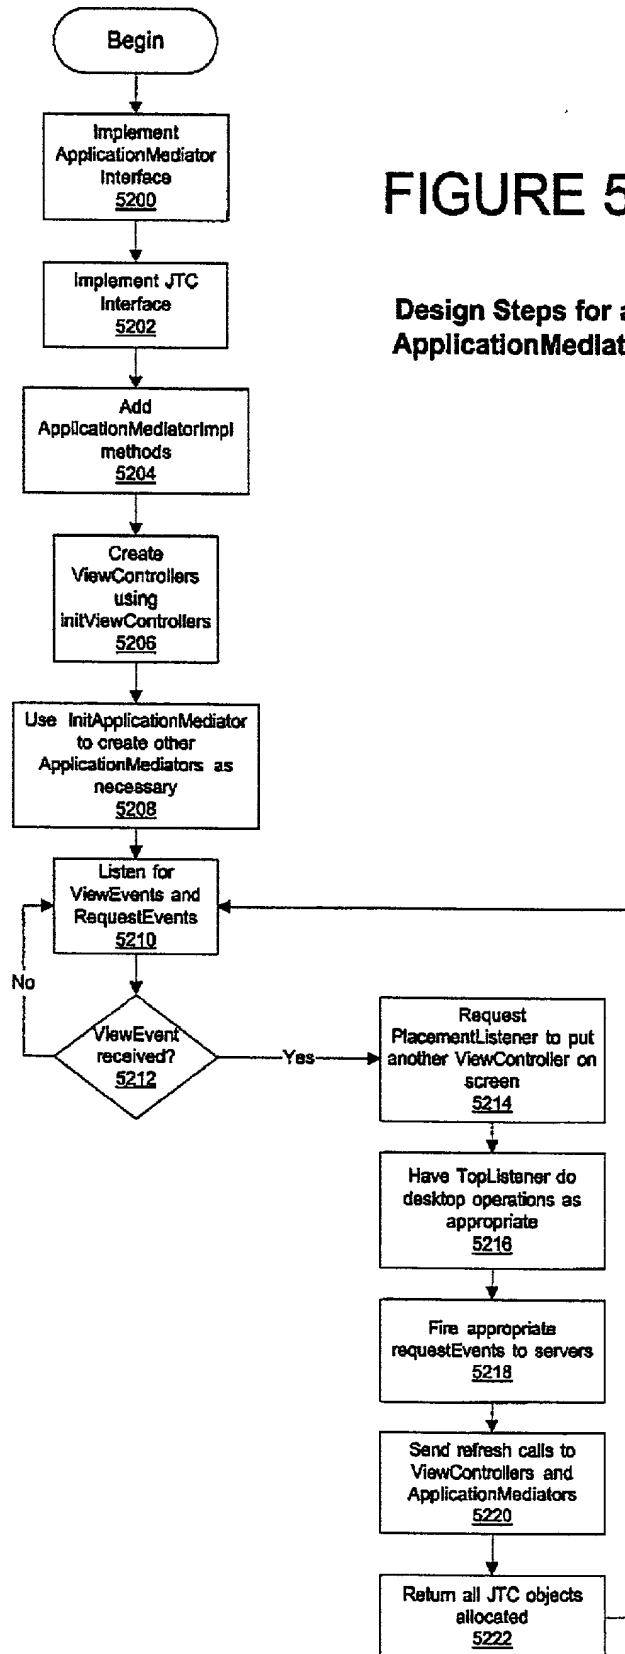 Begin
Implement
ApplicationMediator
Interface
5200
FIGURE 5
Implement JTC
Interface
5202
Design Steps for a
ApplicationMediat
Add
ApplicationMediatorImpl
methods
5204
Create
ViewControllers
using
initViewControllers
5206
Use InitApplicationMediator
to create other
ApplicationMediators as
necessary
5208
Listen for
ViewEvents and
RequestEvents
5210
No
ViewEvent
received?
5212
Yes
Request
PlacementListener to put
another ViewController on
screen
5214
Have TopListener do
desktop operations as
appropriate
5216
Fire appropriate
requestEvents to servers
5218
Send refresh calls to
ViewControllers and
ApplicationMediators
5220
Return all JTC objects
allocated
5222